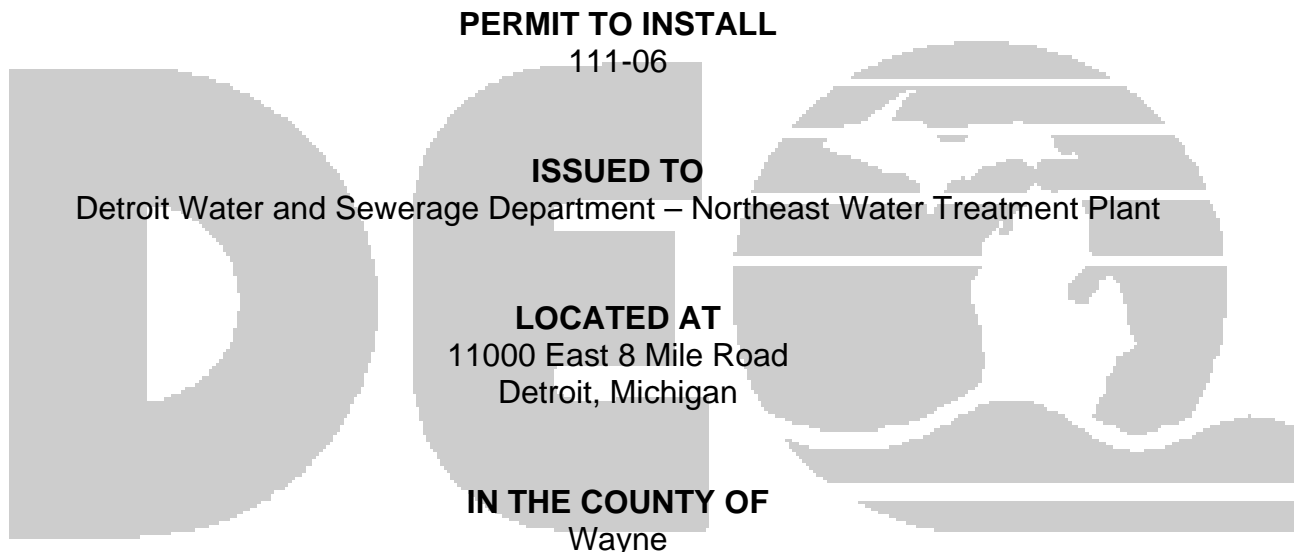 PERMIT TO INSTALL
111-06
ISSUED TO
Detroit Water and Sewerage Department – Northeast Water Treatment Plant
LOCATED AT
11000 East 8 Mile Road
Detroit, Michigan
IN THE COUNTY OF
Wayne
DEQ